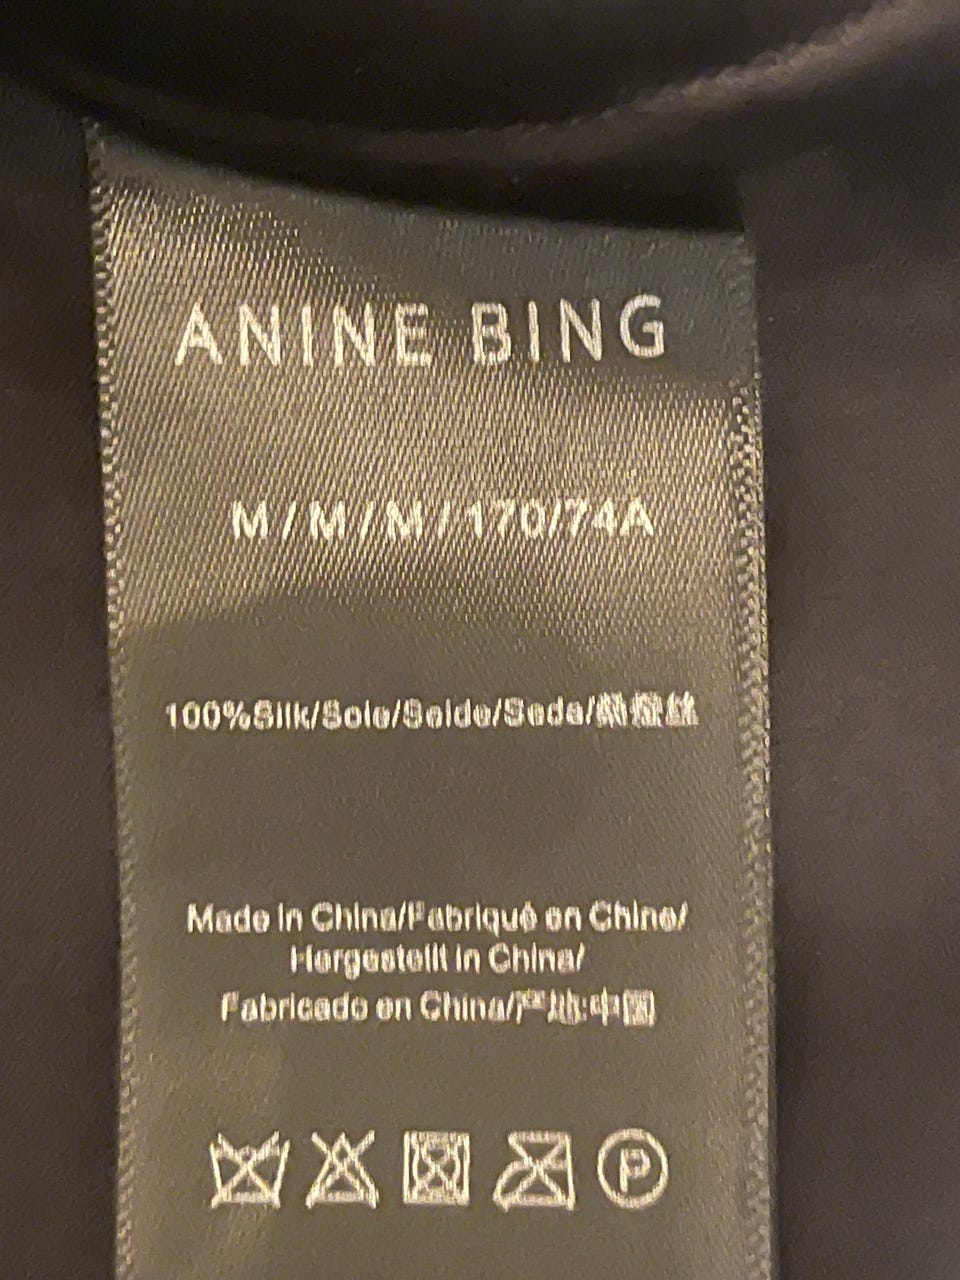 ANINE BING
M/M/M/170/74A
100%Silk/Soie/Seide/Seda/桑蚕丝
Made in China/Fabriqué en Chine/
Hergestellt in China/
Fabricado en China/产地:中国
P